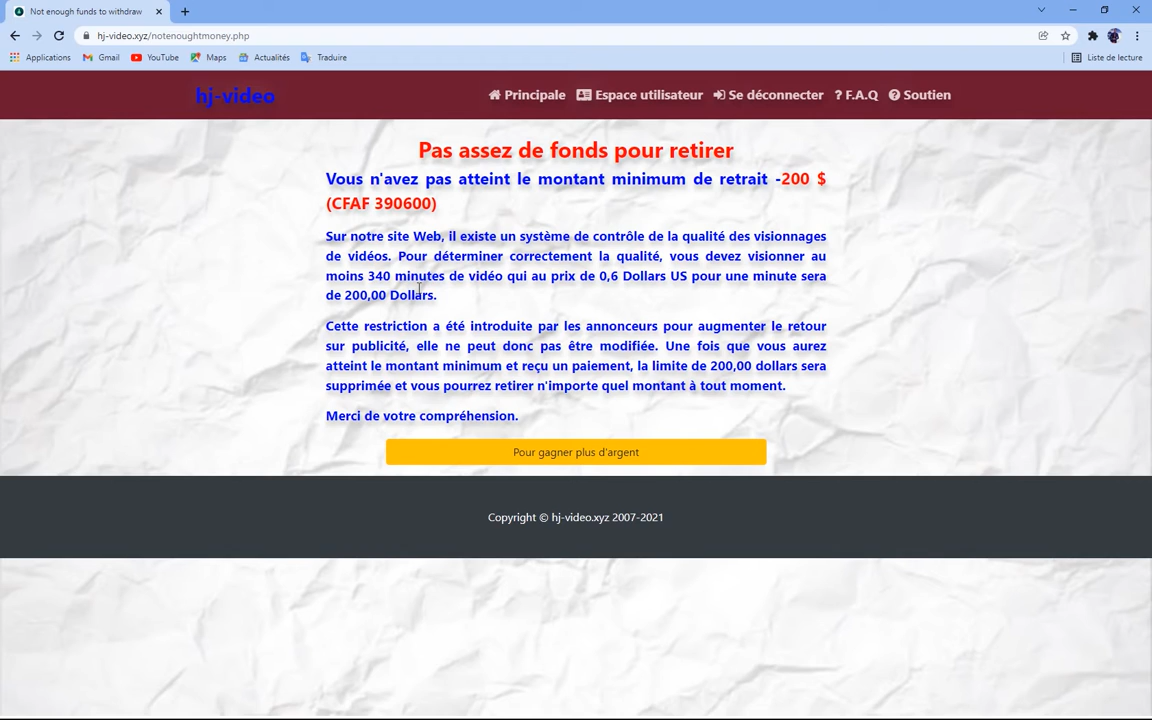 Not enough funds to withdraw
hj-video.xyz/notenoughtmoney.php
Applications Gmail YouTube Maps Actualités Traduire Liste de lecture
hj-video Principale Espace utilisateur Se déconnecter ? F.A.Q Soutien
Pas assez de fonds pour retirer
Vous n'avez pas atteint le montant minimum de retrait -200 $
(CFAF 390600)
Sur notre site Web, il existe un système de contrôle de la qualité des visionnages
de vidéos. Pour déterminer correctement la qualité, vous devez visionner au
moins 340 minutes de vidéo qui au prix de 0,6 Dollars US pour une minute sera
de 200,00 Dollars.
Cette restriction a été introduite par les annonceurs pour augmenter le retour
sur publicité, elle ne peut donc pas être modifiée. Une fois que vous aurez
atteint le montant minimum et reçu un paiement, la limite de 200,00 dollars sera
supprimée et vous pourrez retirer n'importe quel montant à tout moment.
Merci de votre compréhension.
Pour gagner plus d'argent
Copyright © hj-video.xyz 2007-2021